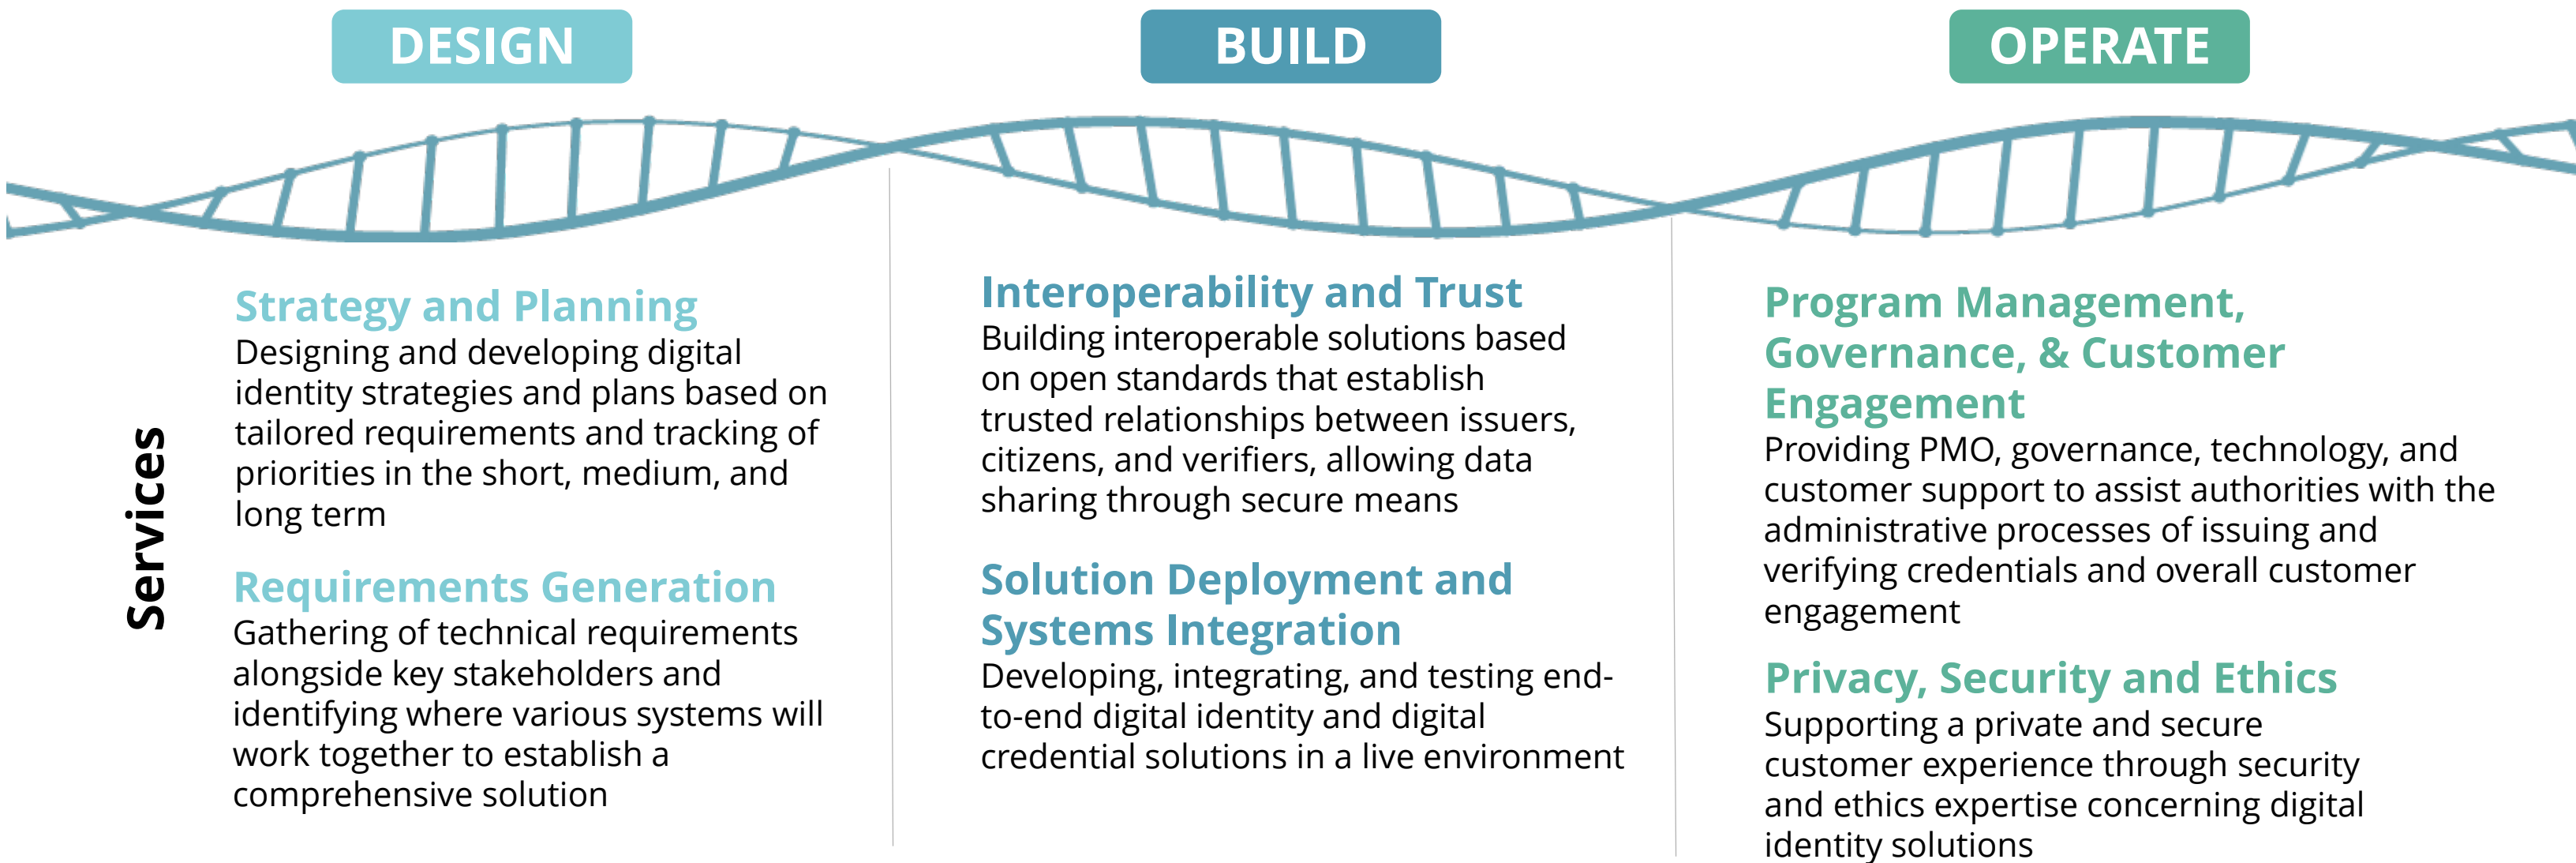 DESIGN
BUILD
OPERATE
Services
Strategy and Planning
Designing and developing digital
identity strategies and plans based on
tailored requirements and tracking of
priorities in the short, medium, and
long term
Requirements Generation
Gathering of technical requirements
alongside key stakeholders and
identifying where various systems will
work together to establish a
comprehensive solution
Interoperability and Trust
Building interoperable solutions based
on open standards that establish
trusted relationships between issuers,
citizens, and verifiers, allowing data
sharing through secure means
Solution Deployment and
Systems Integration
Developing, integrating, and testing end-
to-end digital identity and digital
credential solutions in a live environment
Program Management,
Governance, & Customer
Engagement
Providing PMO, governance, technology, and
customer support to assist authorities with the
administrative processes of issuing and
verifying credentials and overall customer
engagement
Privacy, Security and Ethics
Supporting a private and secure
customer experience through security
and ethics expertise concerning digital
identity solutions